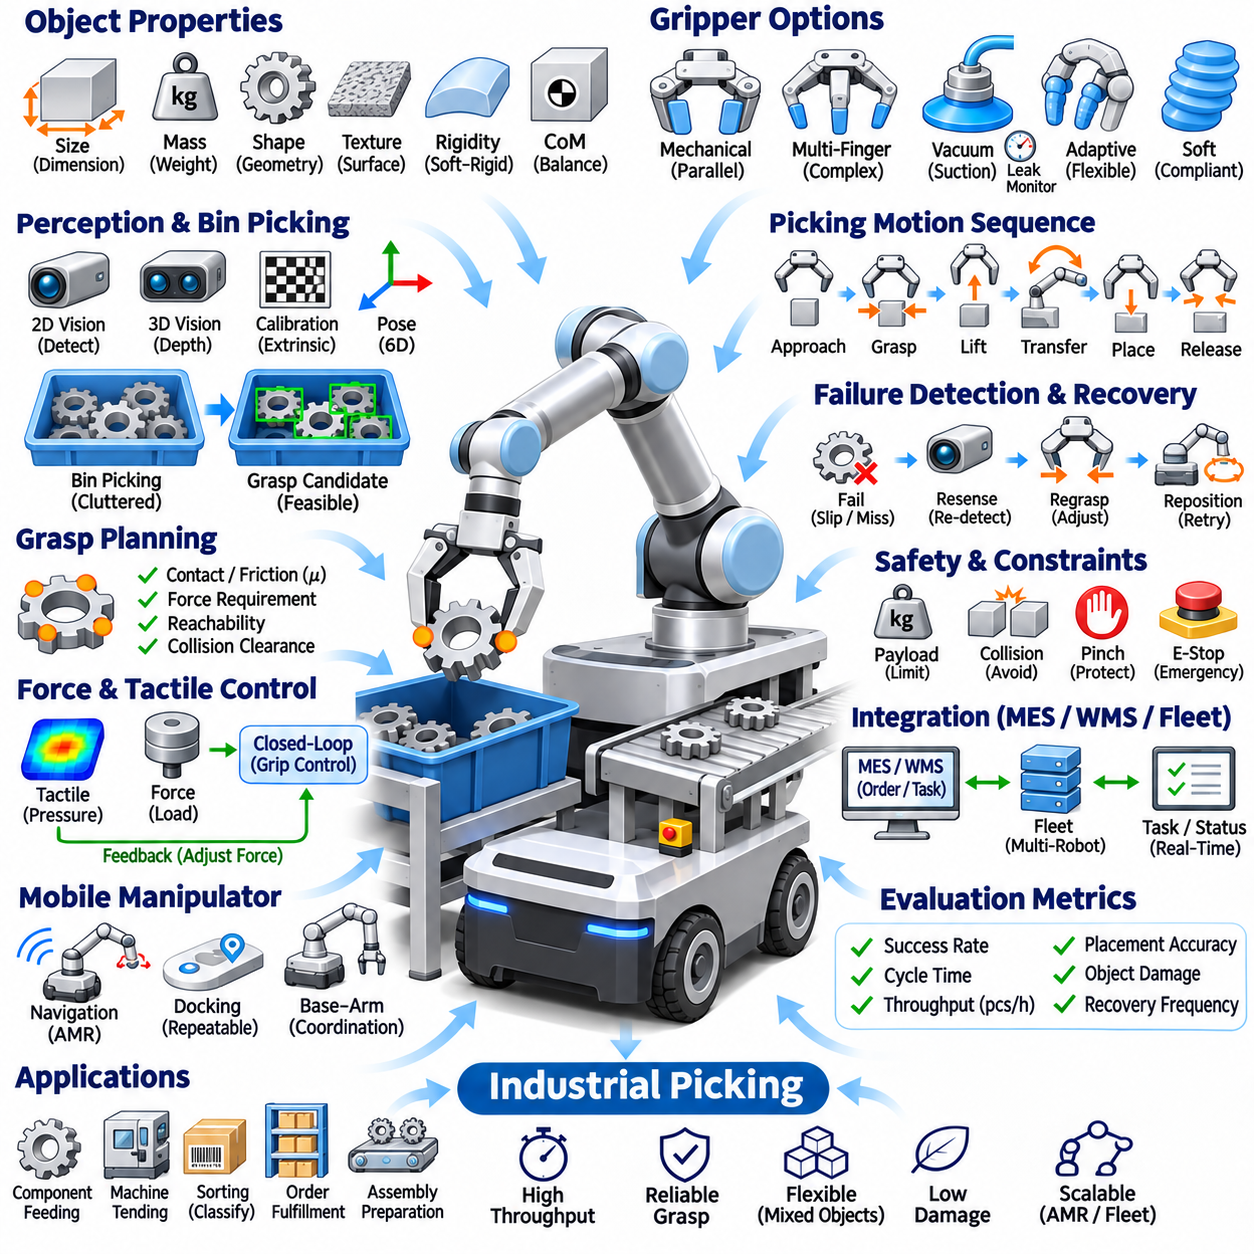 Object Properties
kg
Size
(Dimension)
Mass
(Weight)
Shape
(Geometry)
Texture
(Surface)
Rigidity
(Soft-Rigid)
CoM
(Balance)
Gripper Options
Mechanical
(Parallel)
Multi-Finger
(Complex)
Vacuum
(Suction)
Leak
Monitor
Adaptive
(Flexible)
Soft
(Compliant)
Perception & Bin Picking
2D Vision
(Detect)
3D Vision
(Depth)
Calibration
(Extrinsic)
Pose
(6D)
Bin Picking
(Cluttered)
Grasp Candidate
(Feasible)
Picking Motion Sequence
Approach
Grasp
Lift
Transfer
Place
Release
Failure Detection & Recovery
Fail
(Slip / Miss)
Resense
(Re-detect)
Regrasp
(Adjust)
Reposition
(Retry)
Grasp Planning
Contact / Friction (μ)
Force Requirement
Reachability
Collision Clearance
Safety & Constraints
kg
Payload
(Limit)
Collision
(Avoid)
Pinch
(Protect)
E-Stop
(Emergency)
Force & Tactile Control
Tactile
(Pressure)
Force
(Load)
Closed-Loop
(Grip Control)
Feedback (Adjust Force)
Integration (MES / WMS / Fleet)
MES / WMS
(Order / Task)
Fleet
(Multi-Robot)
Task / Status
(Real-Time)
Mobile Manipulator
Navigation
(AMR)
Docking
(Repeatable)
Base-Arm
(Coordination)
Evaluation Metrics
Success Rate
Cycle Time
Throughput (pcs/h)
Placement Accuracy
Object Damage
Recovery Frequency
Applications
Component
Feeding
Machine
Tending
Sorting
(Classify)
Order
Fulfillment
Assembly
Preparation
Industrial Picking
High
Throughput
Reliable
Grasp
Flexible
(Mixed Objects)
Low
Damage
Scalable
(AMR / Fleet)